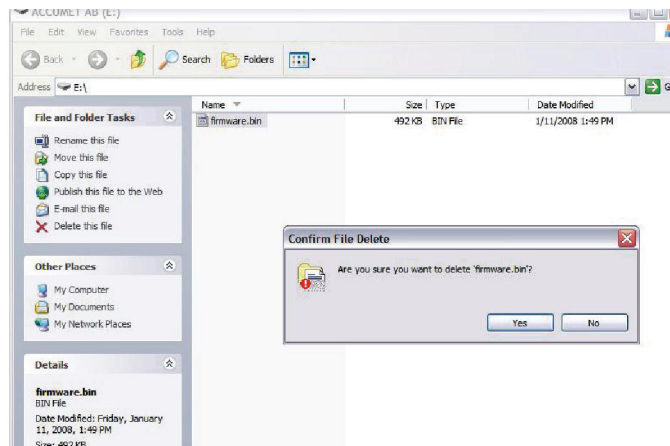 ACCUMET AB (E:)
File Edit View Favorites Tools Help
Back Search Folders
Address E:\ G
Name Size Type Date Modified
firmware.bin 492 KB BIN File 1/11/2008 1:49 PM
File and Folder Tasks
Rename this file
Move this file
Copy this file
Publish this file to the Web
E-mail this file
Delete this file
Confirm File Delete
Are you sure you want to delete 'firmware.bin'?
Yes No
Other Places
My Computer
My Documents
My Network Places
Details
firmware.bin
BIN File
Date Modified: Friday, January
11, 2008, 1:49 PM
Size: 492 KB